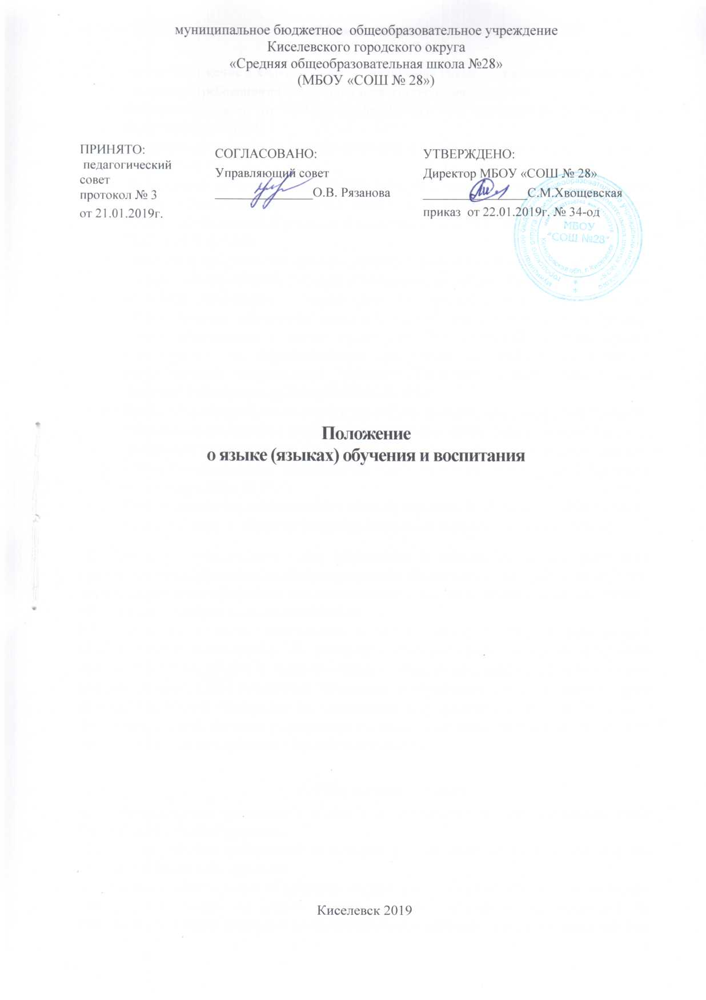 муниципальное бюджетное общеобразовательное учреждение
Киселевского городского округа
«Средняя общеобразовательная школа №28»
(МБОУ «СОШ № 28»)
ПРИНЯТО:
педагогический
совет
протокол № 3
от 21.01.2019г.
СОГЛАСОВАНО:
Управляющий совет
О.В. Рязанова
УТВЕРЖДЕНО:
Директор МБОУ «СОШ № 28»
С.М.Хвощевская
приказ от 22.01.2019г. № 34-од
МБОУ
"СОШ №28"
Положение
о языке (языках) обучения и воспитания
Киселевск 2019